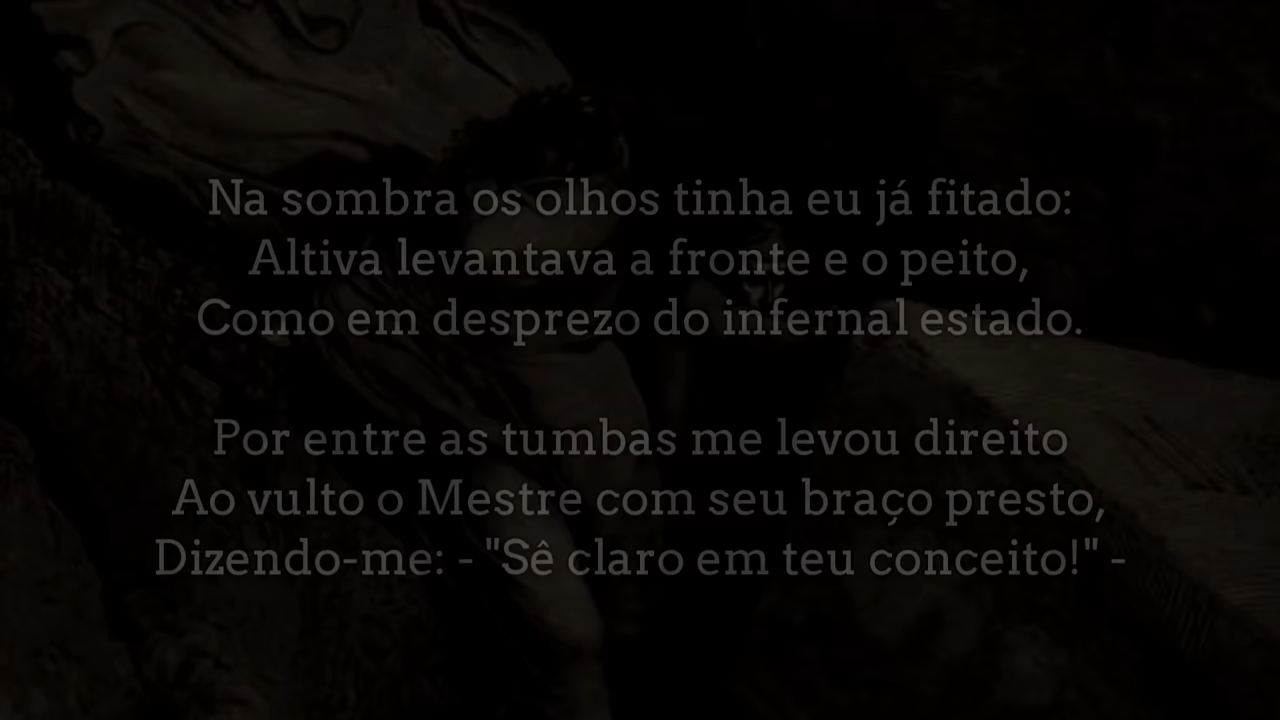 Na sombra os olhos tinha eu já fitado:
Altiva levantava a fronte e o peito,
Como em desprezo do infernal estado.
Por entre as tumbas me levou direito
Ao vulto o Mestre com seu braço presto,
Dizendo-me: - "Sê claro em teu conceito!" -